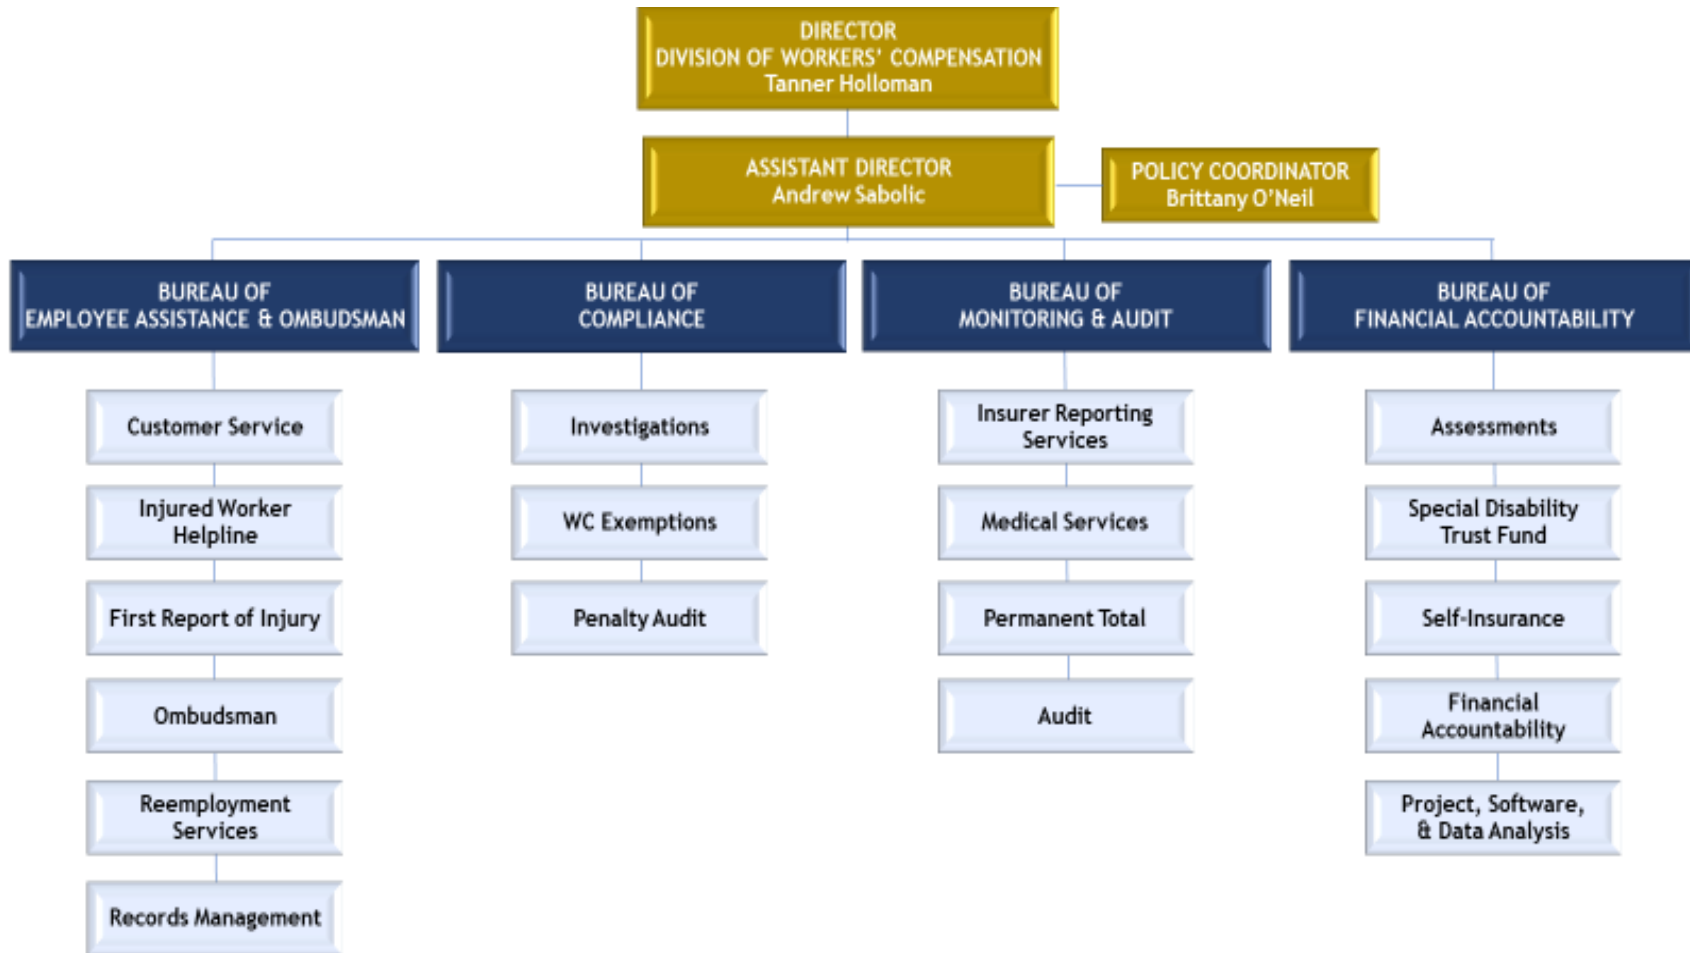 DIRECTOR
DIVISION OF WORKERS' COMPENSATION
Tanner Holloman
ASSISTANT DIRECTOR
Andrew Sabolic
POLICY COORDINATOR
Brittany O'Neil
BUREAU OF
EMPLOYEE ASSISTANCE & OMBUDSMAN
Customer Service
Injured Worker
Helpline
First Report of Injury
Ombudsman
Reemployment
Services
Records Management
BUREAU OF
COMPLIANCE
Investigations
WC Exemptions
Penalty Audit
BUREAU OF
MONITORING & AUDIT
Insurer Reporting
Services
Medical Services
Permanent Total
Audit
BUREAU OF
FINANCIAL ACCOUNTABILITY
Assessments
Special Disability
Trust Fund
Self-Insurance
Financial
Accountability
Project, Software,
& Data Analysis